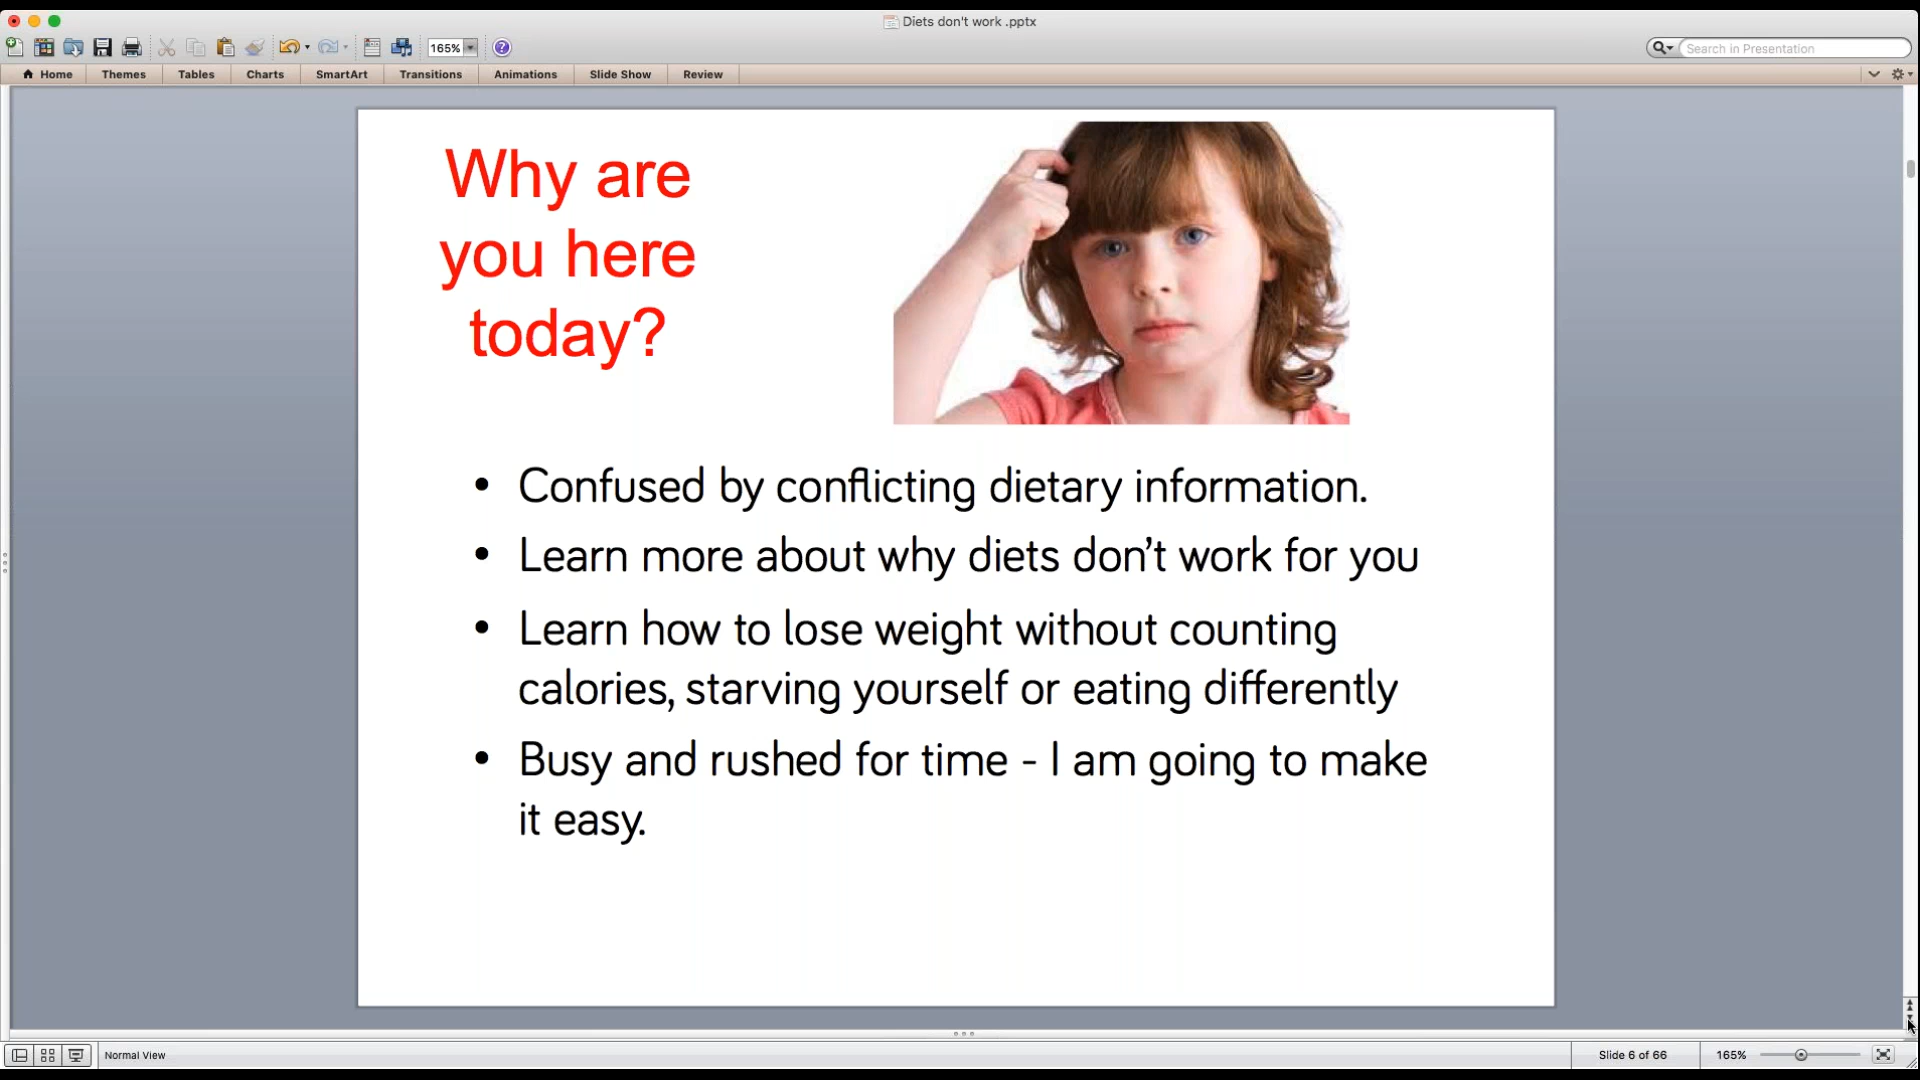 Diets don't work .pptx
165%
Search in Presentation
Home Themes Tables Charts SmartArt Transitions Animations Slide Show Review
Why are
you here
today?
• Confused by conflicting dietary information.
• Learn more about why diets don't work for you
• Learn how to lose weight without counting
calories, starving yourself or eating differently
• Busy and rushed for time - I am going to make
it easy.
Normal View
Slide 6 of 66
165%